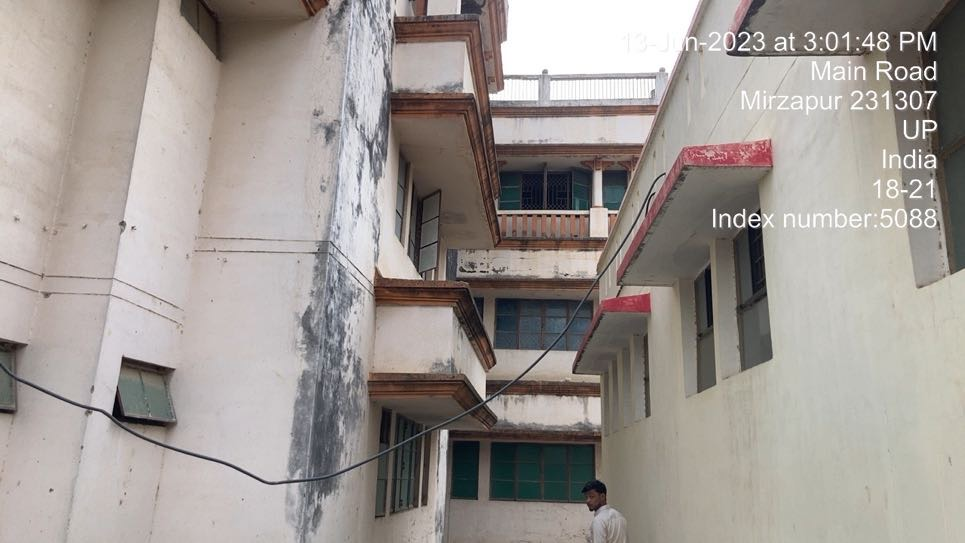 13-Jun-2023 at 3:01:48 PM
Main Road
Mirzapur 231307
UP
India
18-21
Index number:5088